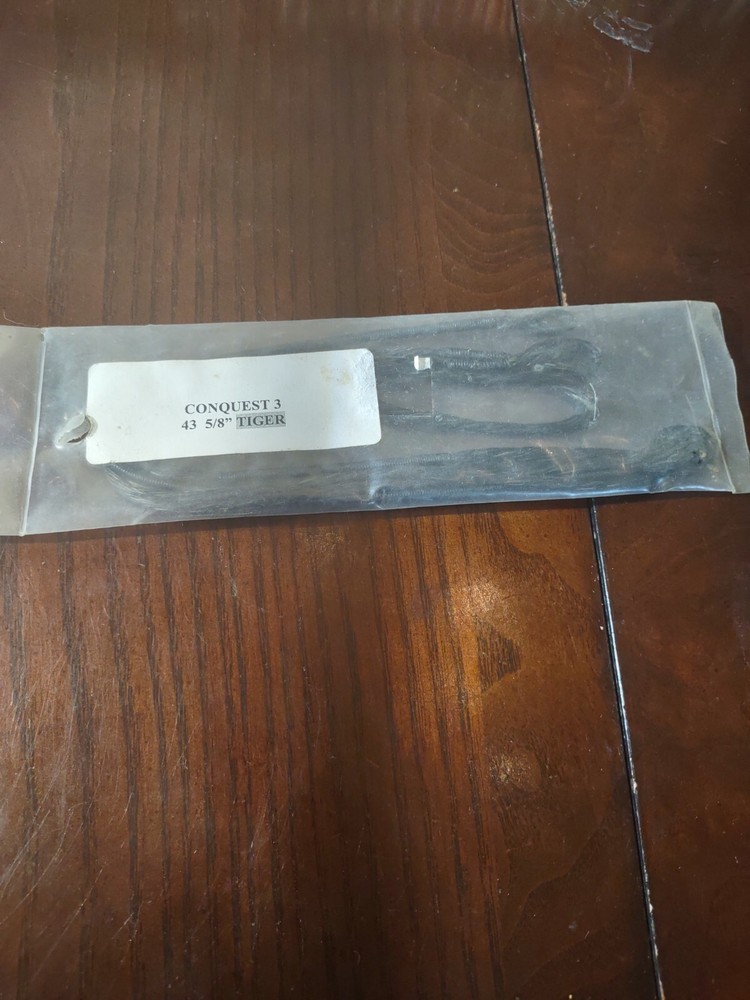 CONQUEST 3
43 5/8” TIGER